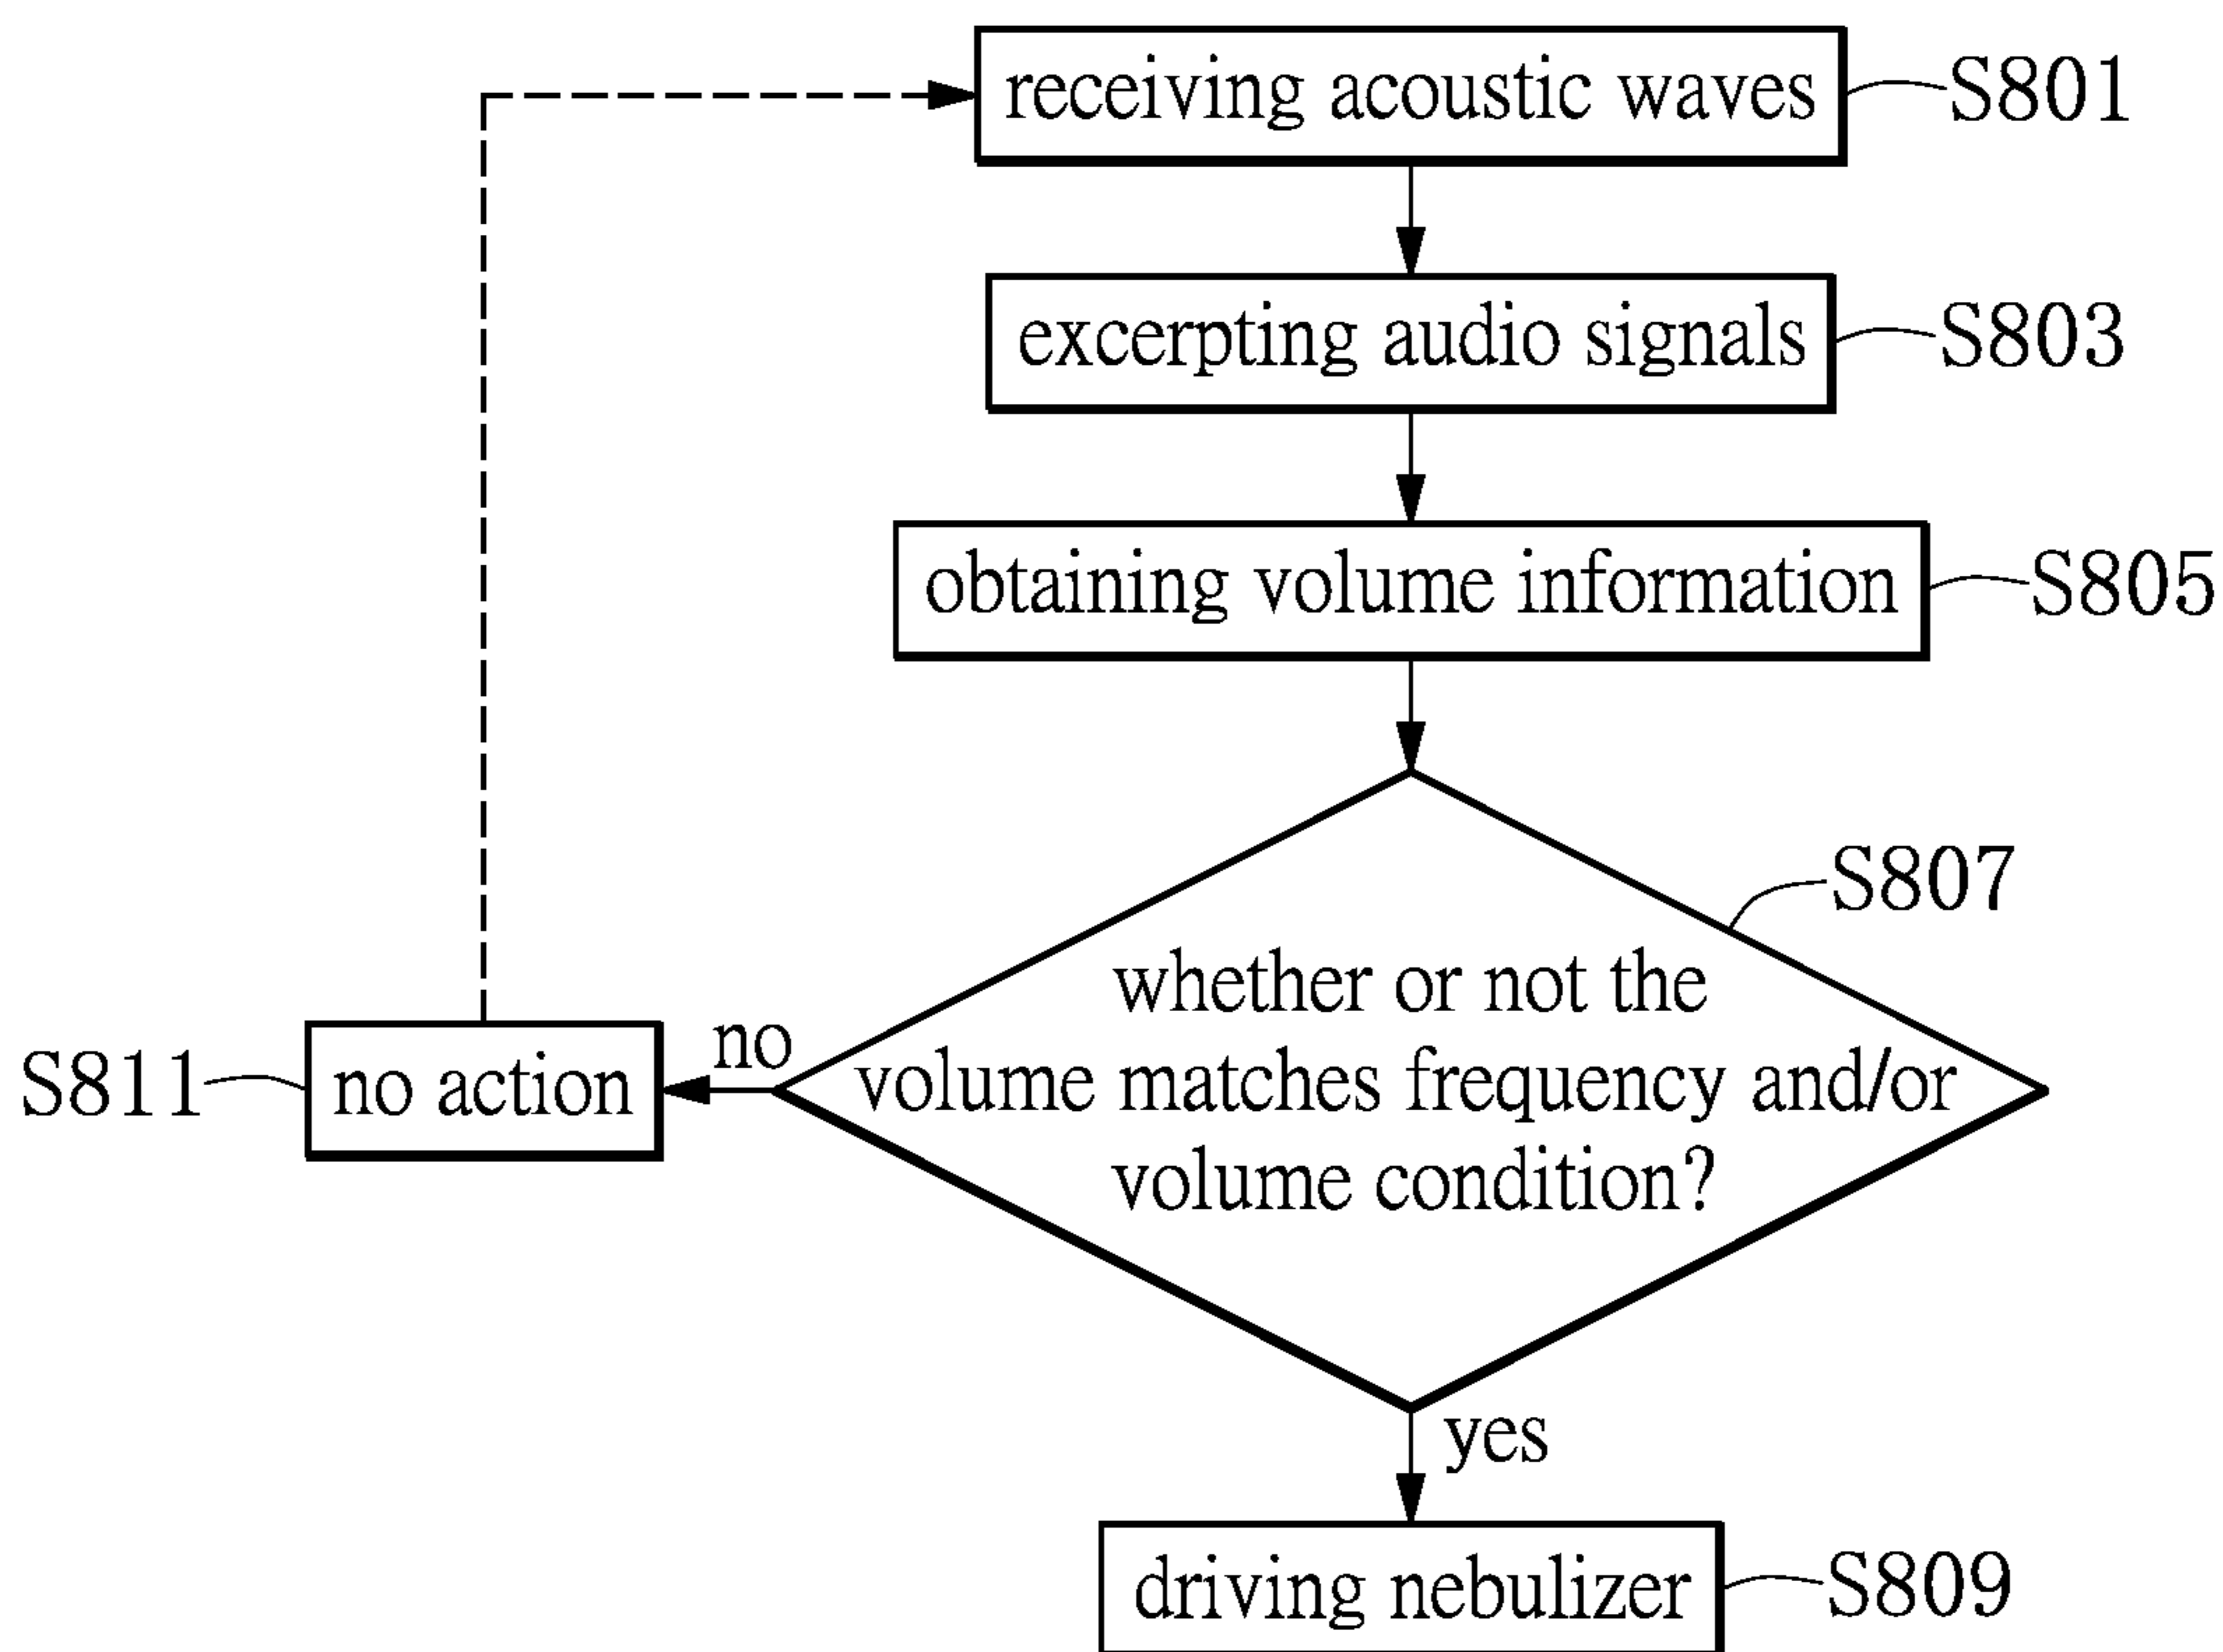 receiving acoustic waves
S801
excerpting audio signals
S803
obtaining volume information
S805
S807
whether or not the
volume matches frequency and/or
volume condition?
no
S811
no action
yes
driving nebulizer
S809